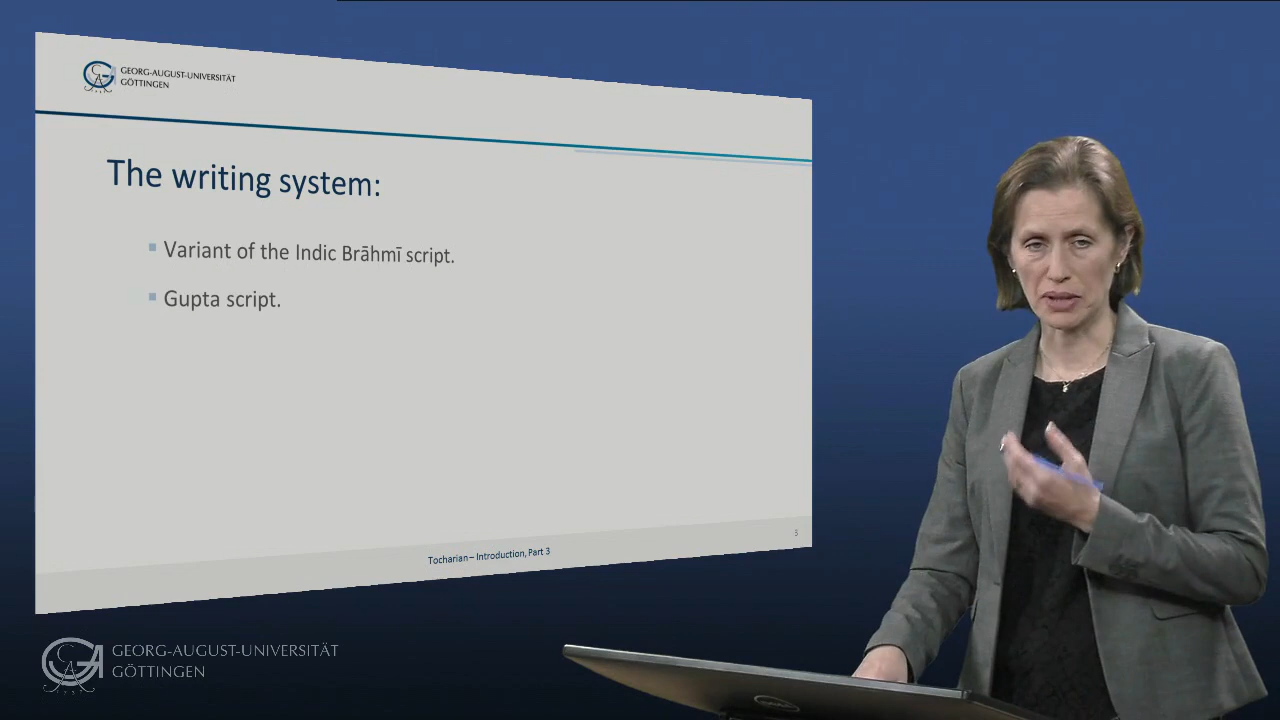 GEORG-AUGUST-UNIVERSITÄT
GÖTTINGEN
The writing system:
Variant of the Indic Brāhmī script.
Gupta script.
5
Tocharian – Introduction, Part 3
GEORG-AUGUST-UNIVERSITÄT
GÖTTINGEN